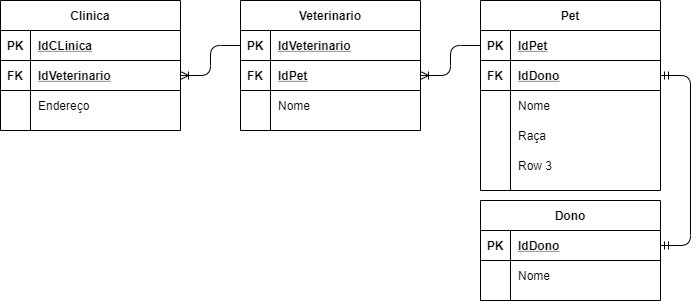 Clinica
PK IdCLinica
FK IdVeterinario
Endereço
Veterinario
PK IdVeterinario
FK IdPet
Nome
Pet
PK IdPet
FK IdDono
Nome
Raça
Row 3
Dono
PK IdDono
Nome